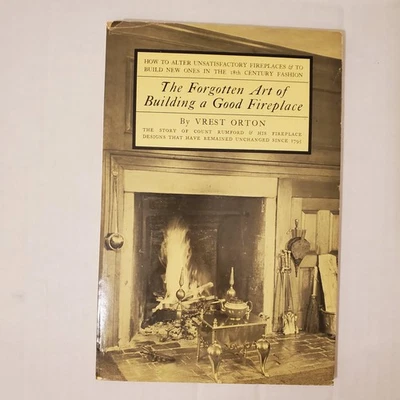 HOW TO ALTER UNSATISFACTORY FIREPLACES & TO
BUILD NEW ONES IN THE 18th CENTURY FASHION
The Forgotten Art of
Building a Good Fireplace
By VREST ORTON
THE STORY OF COUNT RUMFORD & HIS FIREPLACE
DESIGNS THAT HAVE REMAINED UNCHANGED SINCE 1795